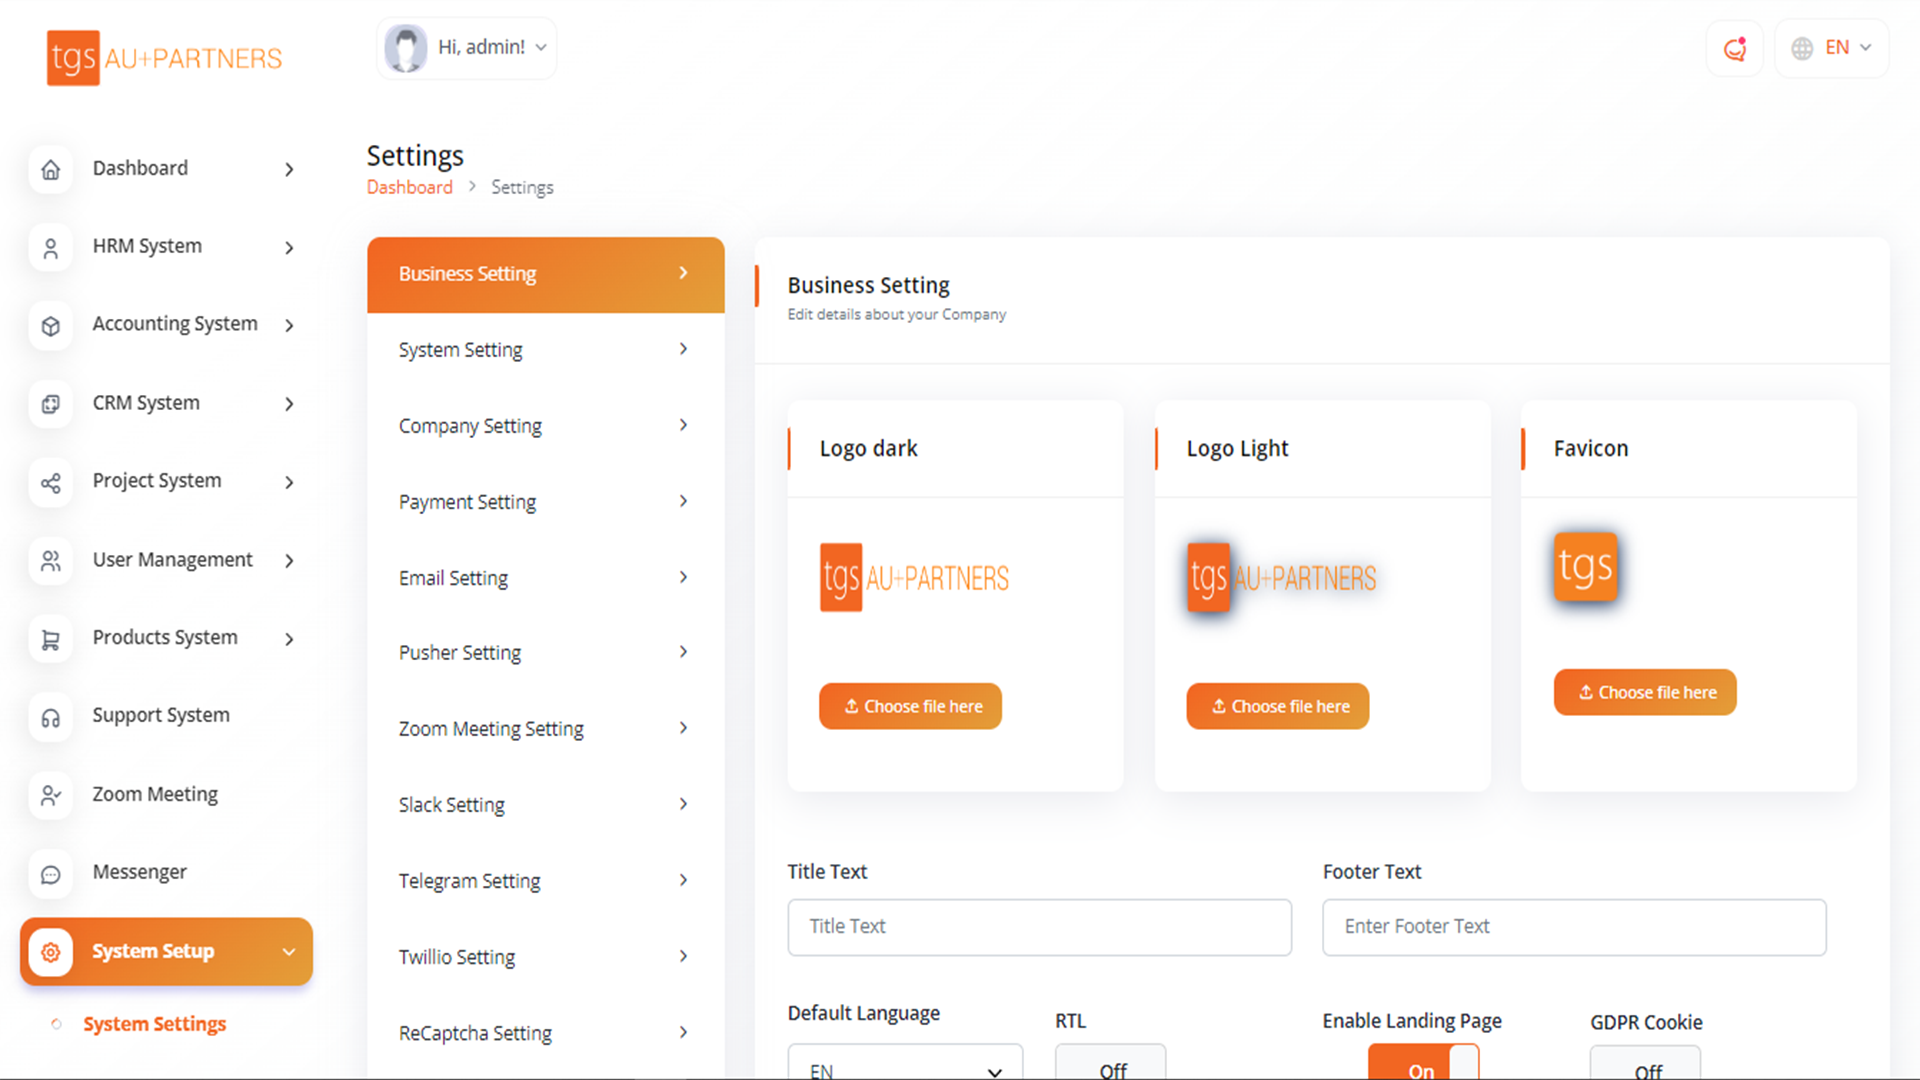 tgs AU+PARTNERS
Hi, admin!
EN
Dashboard
HRM System
Accounting System
CRM System
Project System
User Management
Products System
Support System
Zoom Meeting
Messenger
System Setup
System Settings
Settings
Dashboard > Settings
Business Setting
System Setting
Company Setting
Payment Setting
Email Setting
Pusher Setting
Zoom Meeting Setting
Slack Setting
Telegram Setting
Twillio Setting
ReCaptcha Setting
Business Setting
Edit details about your Company
Logo dark
tgs AU+PARTNERS
Choose file here
Logo Light
tgs AU+PARTNERS
Choose file here
Favicon
tgs
Choose file here
Title Text
Title Text
Footer Text
Enter Footer Text
Default Language
EN
RTL
Off
Enable Landing Page
On
GDPR Cookie
Off